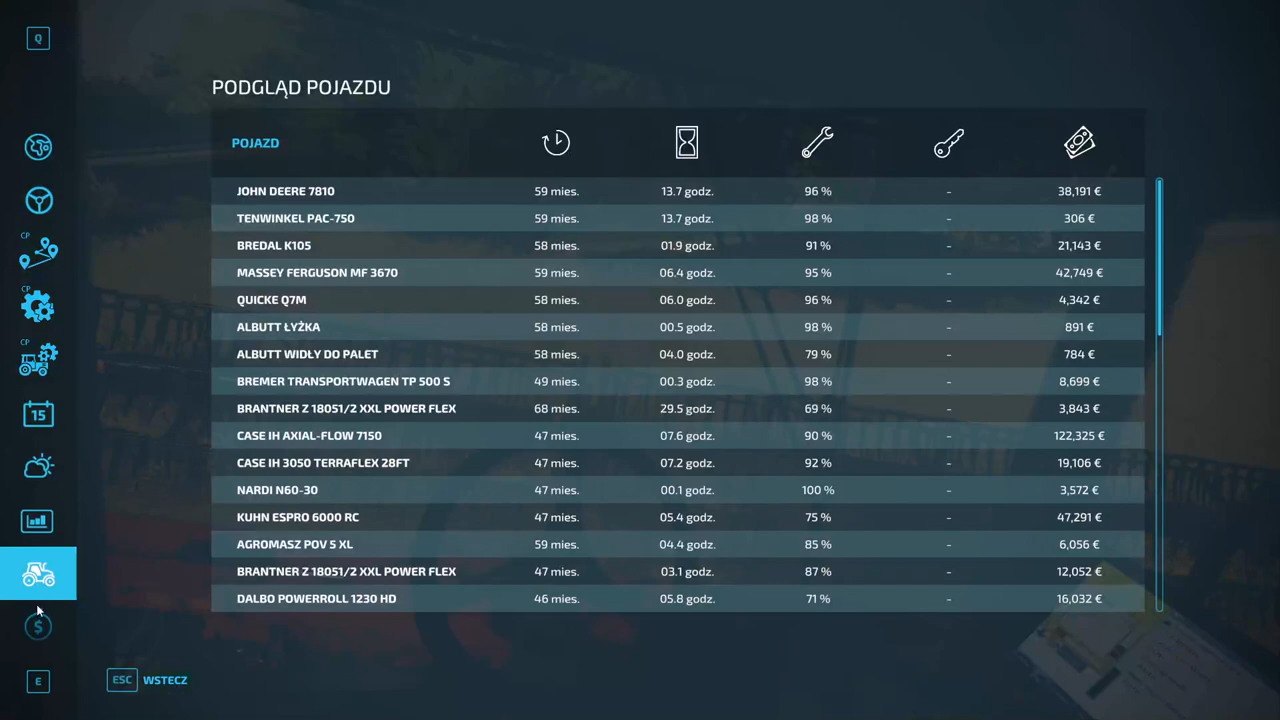 Q
PODGLĄD POJAZDU
POJAZD
JOHN DEERE 7810 59 mies. 13.7 godz. 96 % - 38,191 €
TENWINKEL PAC-750 59 mies. 13.7 godz. 98 % - 306 €
BREDAL K105 58 mies. 01.9 godz. 91 % - 21,143 €
MASSEY FERGUSON MF 3670 59 mies. 06.4 godz. 95 % - 42,749 €
QUICKE Q7M 58 mies. 06.0 godz. 96 % - 4,342 €
ALBUTT ŁYŻKA 58 mies. 00.5 godz. 98 % - 891 €
ALBUTT WIDŁY DO PALET 58 mies. 04.0 godz. 79 % - 784 €
BREMER TRANSPORTWAGEN TP 500 S 49 mies. 00.3 godz. 98 % - 8,699 €
BRANTNER Z 18051/2 XXL POWER FLEX 68 mies. 29.5 godz. 69 % - 3,843 €
CASE IH AXIAL-FLOW 7150 47 mies. 07.6 godz. 90 % - 122,325 €
CASE IH 3050 TERRAFLEX 28FT 47 mies. 07.2 godz. 92 % - 19,106 €
NARDI N60-30 47 mies. 00.1 godz. 100 % - 3,572 €
KUHN ESPRO 6000 RC 47 mies. 05.4 godz. 75 % - 47,291 €
AGROMASZ POV 5 XL 59 mies. 04.4 godz. 85 % - 6,056 €
BRANTNER Z 18051/2 XXL POWER FLEX 47 mies. 03.1 godz. 87 % - 12,052 €
DALBO POWERROLL 1230 HD 46 mies. 05.8 godz. 71 % - 16,032 €
CP
CP
CP
15
$
E
ESC WSTECZ